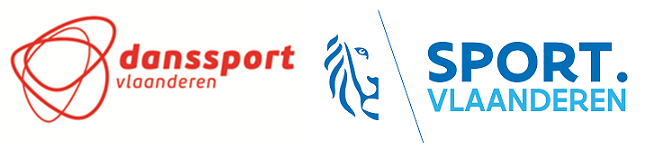 danssport
vlaanderen
SPORT.
VLAANDEREN